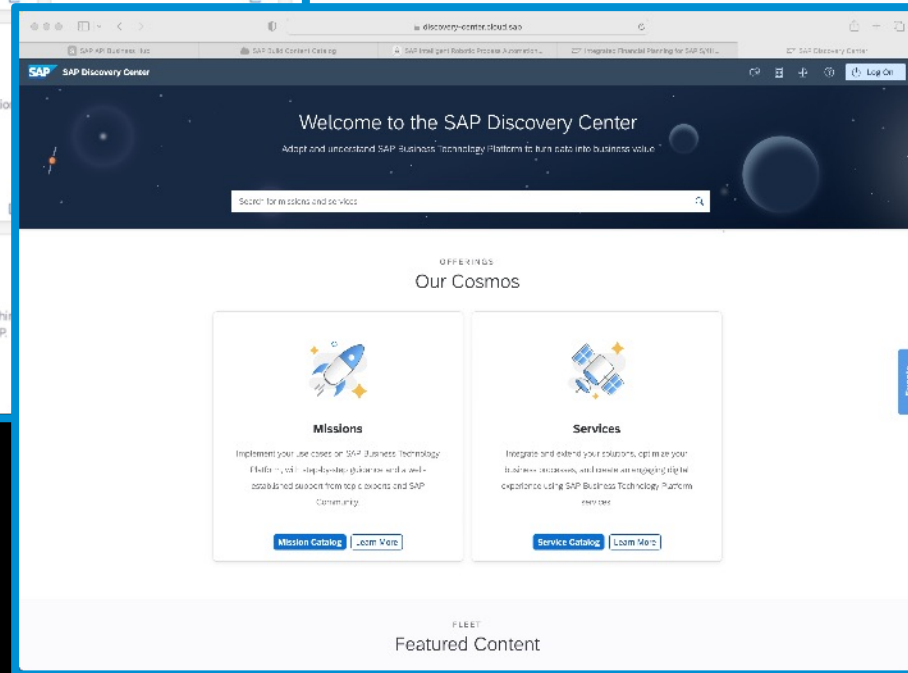 discovery-center.cloud.sap
SAP API Business Hub
SAP Build Content Catalog
SAP Intelligent Robotic Process Automation...
Integrated Financial Planning for SAP S/4H...
SAP Discovery Center
SAP SAP Discovery Center
Log On
Welcome to the SAP Discovery Center
Adopt and understand SAP Business Technology Platform to turn data into business value
Search for missions and services
OFFERINGS
Our Cosmos
Missions
Implement your use cases on SAP Business Technology
Platform, with step-by-step guidance and a well-
established support from topic experts and SAP
Community.
Mission Catalog Learn More
Services
Integrate and extend your solutions, optimize your
business processes, and create an engaging digital
experience using SAP Business Technology Platform
services
Service Catalog Learn More
FLEET
Featured Content